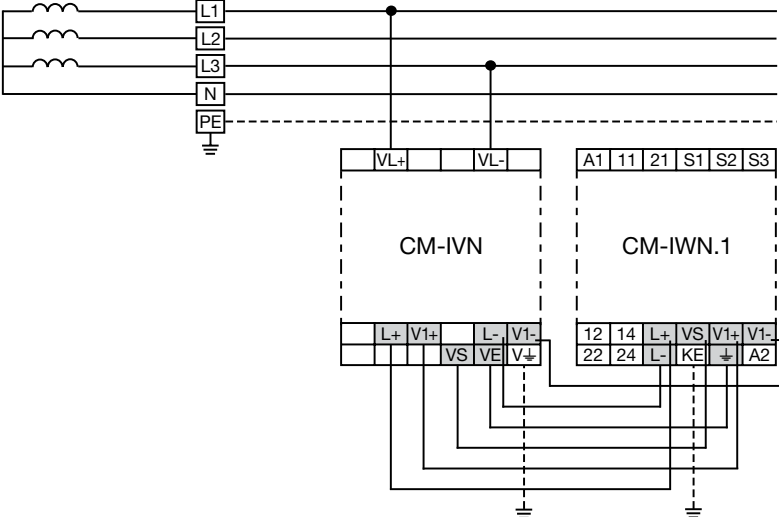 L1
L2
L3
N
PE
VL+ VL-
A1 11 21 S1 S2 S3
CM-IVN
CM-IWN.1
L+ V1+ L- V1-
VS VE V⏚
12 14 L+ VS V1+ V1-
22 24 L- KE ⏚ A2